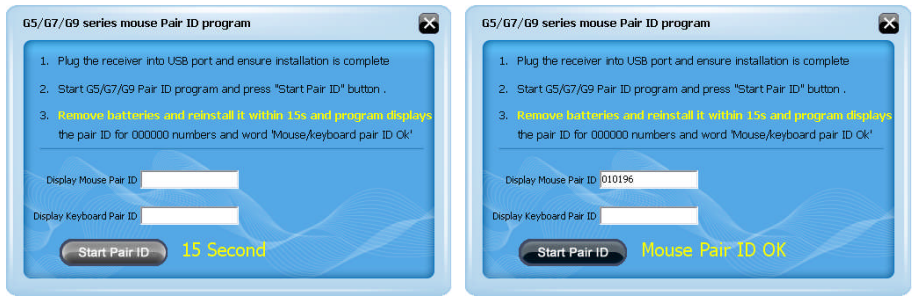 G5/G7/G9 series mouse Pair ID program
1. Plug the receiver into USB port and ensure installation is complete
2. Start G5/G7/G9 Pair ID program and press "Start Pair ID" button .
3. Remove batteries and reinstall it within 15s and program displays
the pair ID for 000000 numbers and word 'Mouse/keyboard pair ID Ok'
Display Mouse Pair ID
Display Keyboard Pair ID
Start Pair ID 15 Second
G5/G7/G9 series mouse Pair ID program
1. Plug the receiver into USB port and ensure installation is complete
2. Start G5/G7/G9 Pair ID program and press "Start Pair ID" button .
3. Remove batteries and reinstall it within 15s and program displays
the pair ID for 000000 numbers and word 'Mouse/keyboard pair ID Ok'
Display Mouse Pair ID 010196
Display Keyboard Pair ID
Start Pair ID Mouse Pair ID OK